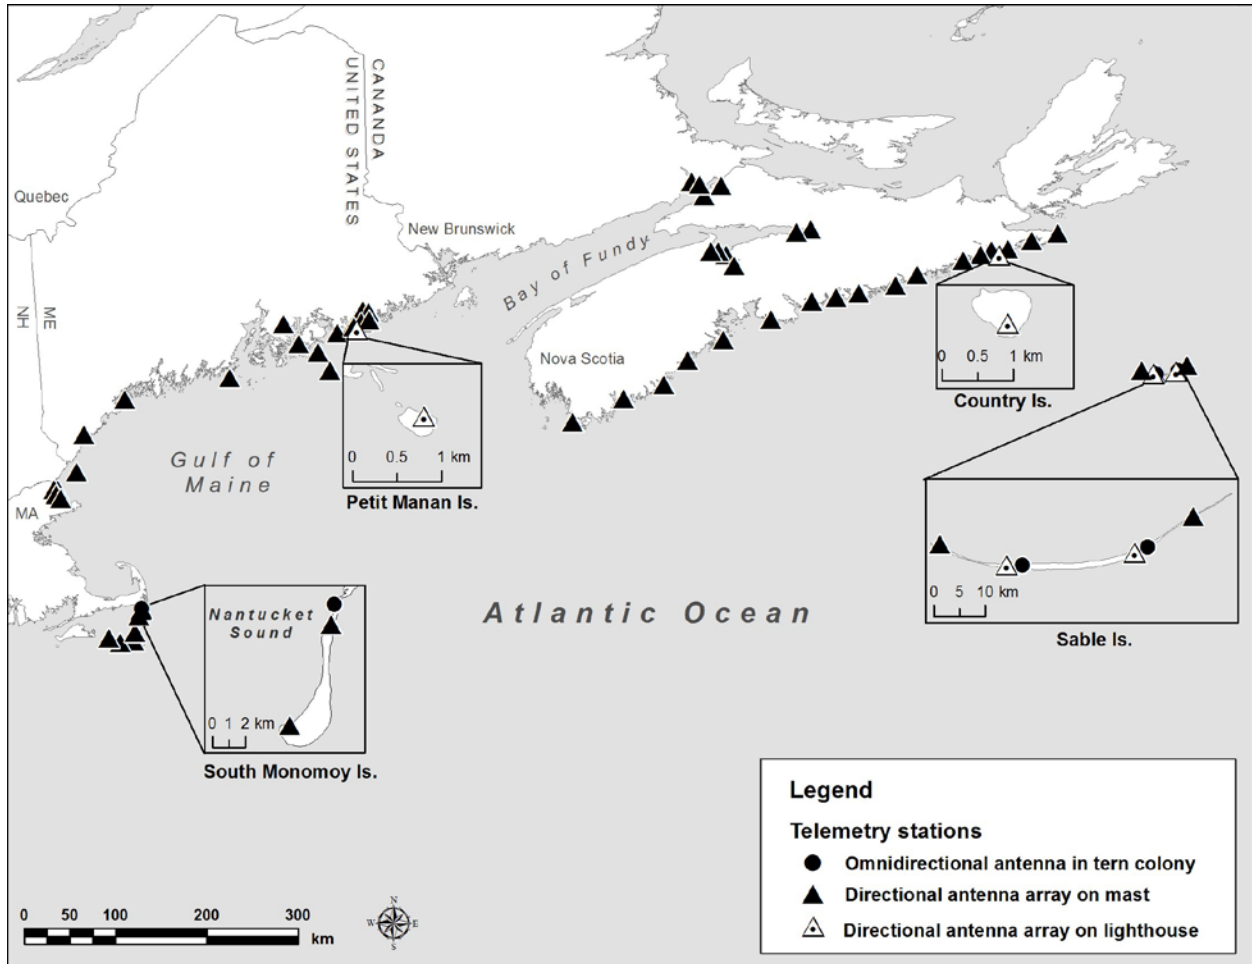 CANANDA
UNITED STATES
Quebec
New Brunswick
Bay of Fundy
ME
NH
Nova Scotia
0 0.5 1 km
Country Is.
0 0.5 1 km
Petit Manan Is.
Gulf of
Maine
MA
0 5 10 km
Sable Is.
Atlantic Ocean
Nantucket
Sound
0 1 2 km
South Monomoy Is.
Legend
Telemetry stations
Omnidirectional antenna in tern colony
Directional antenna array on mast
Directional antenna array on lighthouse
0 50 100 200 300
km
N
W E
S